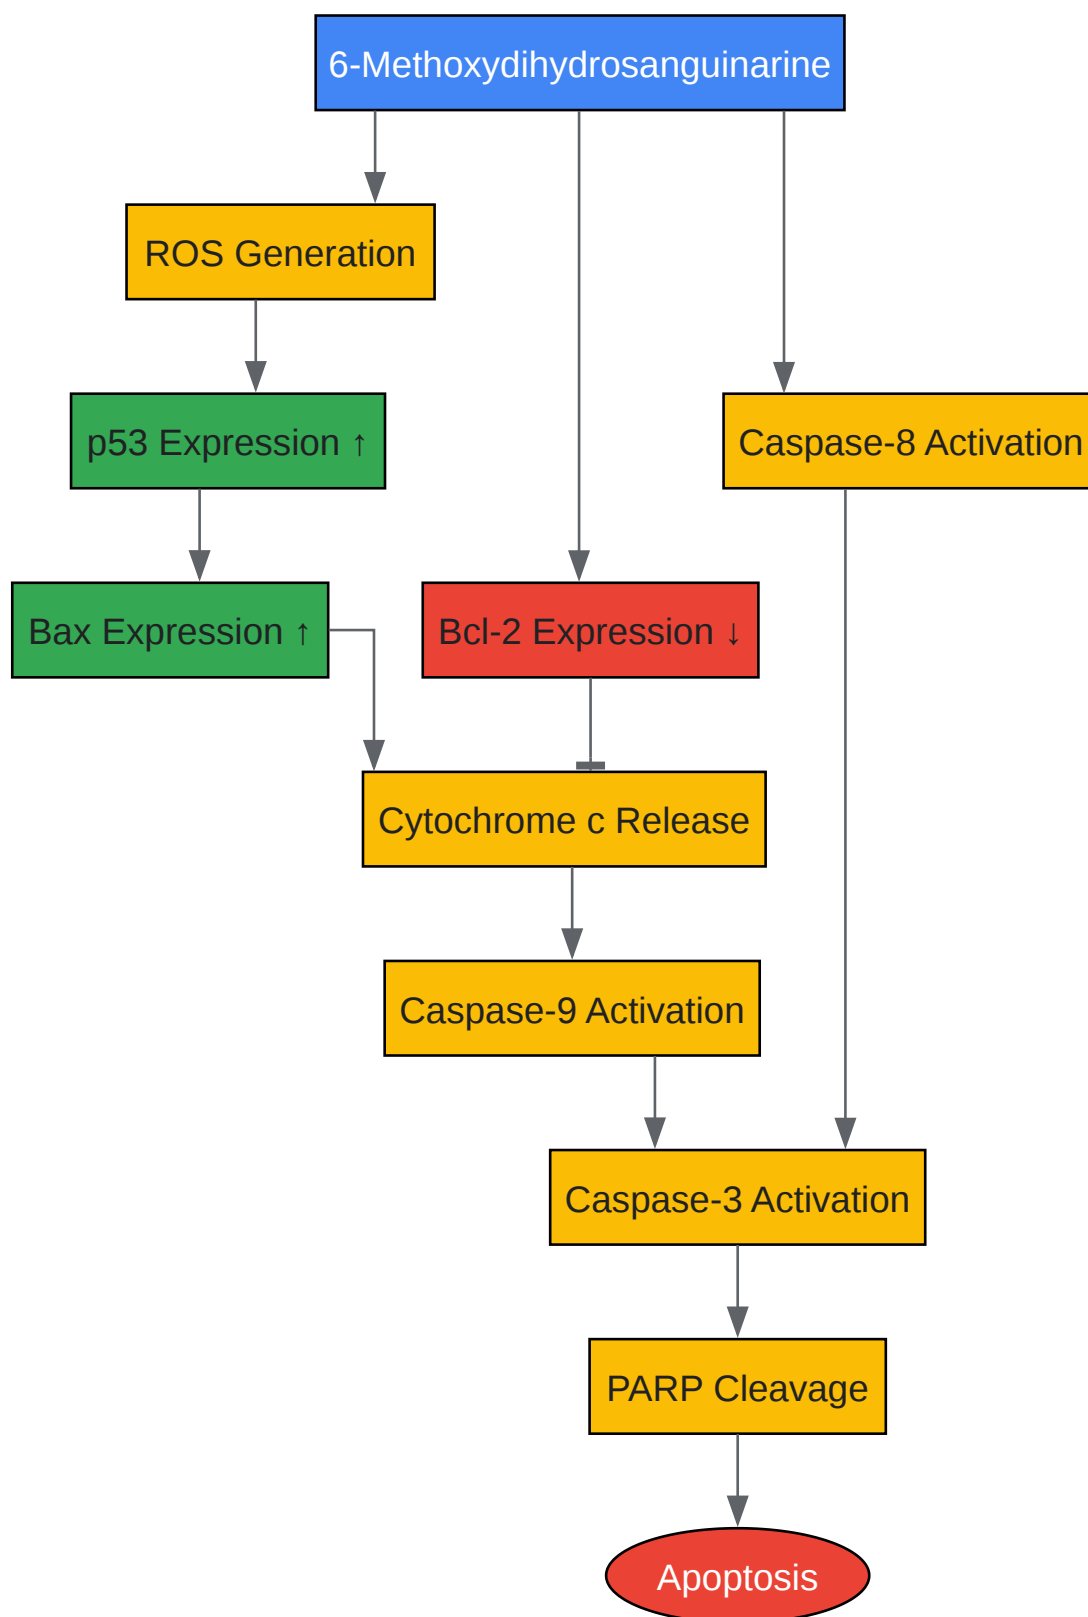 6-Methoxydihydrosanguinarine
ROS Generation
p53 Expression ↑
Caspase-8 Activation
Bax Expression ↑
Bcl-2 Expression ↓
Cytochrome c Release
Caspase-9 Activation
Caspase-3 Activation
PARP Cleavage
Apoptosis